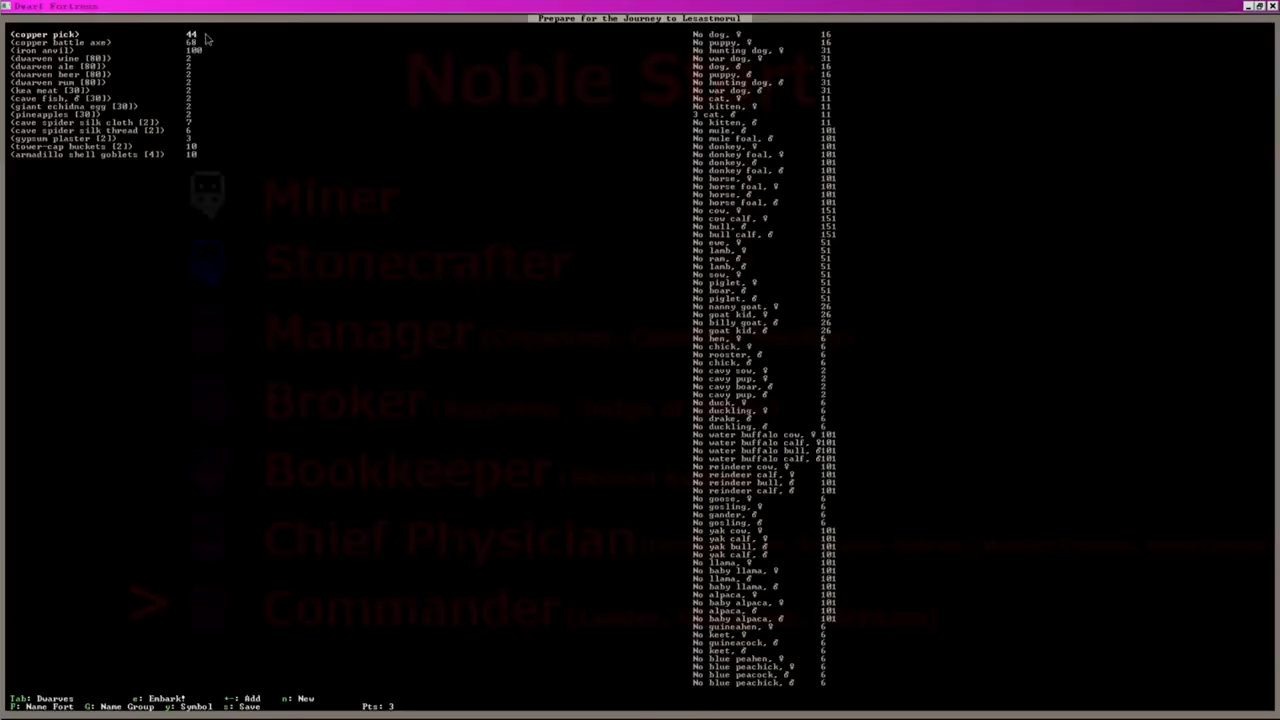 Dwarf Fortress
Prepare for the Journey to Lesastmorul
(copper pick) 44
(copper battle axe) 68
(iron anvil) 100
(dwarven wine [80]) 2
(dwarven ale [80]) 2
(dwarven beer [80]) 2
(dwarven rum [80]) 2
(kea meat [30]) 2
(cave fish, ♂ [30]) 2
(giant echidna egg [30]) 2
(pineapples [30]) 2
(cave spider silk cloth [2]) 7
(cave spider silk thread [2]) 6
(gypsum plaster [2]) 3
(tower-cap buckets [2]) 10
(armadillo shell goblets [4]) 10
No dog, ♀ 16
No puppy, ♀ 16
No hunting dog, ♀ 31
No war dog, ♀ 31
No dog, ♂ 16
No puppy, ♂ 16
No hunting dog, ♂ 31
No war dog, ♂ 31
No cat, ♀ 11
No kitten, ♀ 11
3 cat, ♂ 11
No kitten, ♂ 11
No mule, ♂ 101
No mule foal, ♂ 101
No donkey, ♀ 101
No donkey foal, ♀ 101
No donkey, ♂ 101
No donkey foal, ♂ 101
No horse, ♀ 101
No horse foal, ♀ 101
No horse, ♂ 101
No horse foal, ♂ 101
No cow, ♀ 151
No cow calf, ♀ 151
No bull, ♂ 151
No bull calf, ♂ 151
No ewe, ♀ 51
No lamb, ♀ 51
No ram, ♂ 51
No lamb, ♂ 51
No sow, ♀ 51
No piglet, ♀ 51
No boar, ♂ 51
No piglet, ♂ 51
No nanny goat, ♀ 26
No goat kid, ♀ 26
No billy goat, ♂ 26
No goat kid, ♂ 26
No hen, ♀ 6
No chick, ♀ 6
No rooster, ♂ 6
No chick, ♂ 6
No cavy sow, ♀ 2
No cavy pup, ♀ 2
No cavy boar, ♂ 2
No cavy pup, ♂ 2
No duck, ♀ 6
No duckling, ♀ 6
No drake, ♂ 6
No duckling, ♂ 6
No water buffalo cow, ♀ 101
No water buffalo calf, ♀101
No water buffalo bull, ♂101
No water buffalo calf, ♂101
No reindeer cow, ♀ 101
No reindeer calf, ♀ 101
No reindeer bull, ♂ 101
No reindeer calf, ♂ 101
No goose, ♀ 6
No gosling, ♀ 6
No gander, ♂ 6
No gosling, ♂ 6
No yak cow, ♀ 101
No yak calf, ♀ 101
No yak bull, ♂ 101
No yak calf, ♂ 101
No llama, ♀ 101
No baby llama, ♀ 101
No llama, ♂ 101
No baby llama, ♂ 101
No alpaca, ♀ 101
No baby alpaca, ♀ 101
No alpaca, ♂ 101
No baby alpaca, ♂ 101
No guineahen, ♀ 6
No keet, ♀ 6
No guineacock, ♂ 6
No keet, ♂ 6
No blue peahen, ♀ 6
No blue peachick, ♀ 6
No blue peacock, ♂ 6
No blue peachick, ♂ 6
Noble Start
Miner
Stonecrafter
Manager
Broker
Bookkeeper
Chief Physician
> Commander
Tab: Dwarves e: Embark! +-: Add n: New
P: Name Fort G: Name Group y: Symbol s: Save Pts: 3